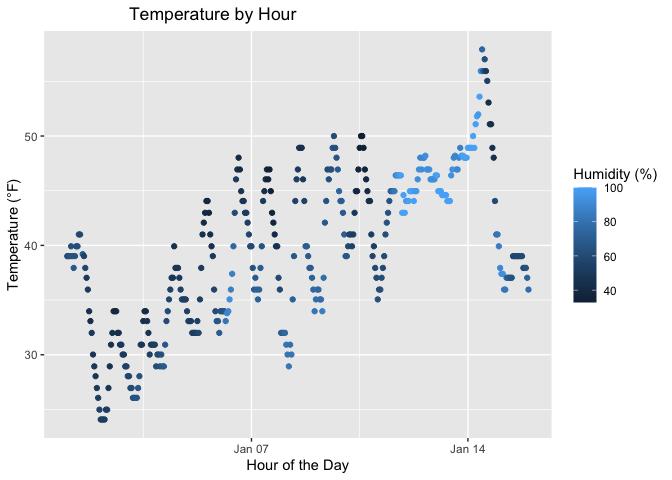 Temperature by Hour
Temperature (°F)
50
40
30
Jan 07
Jan 14
Hour of the Day
Humidity (%)
100
80
60
40